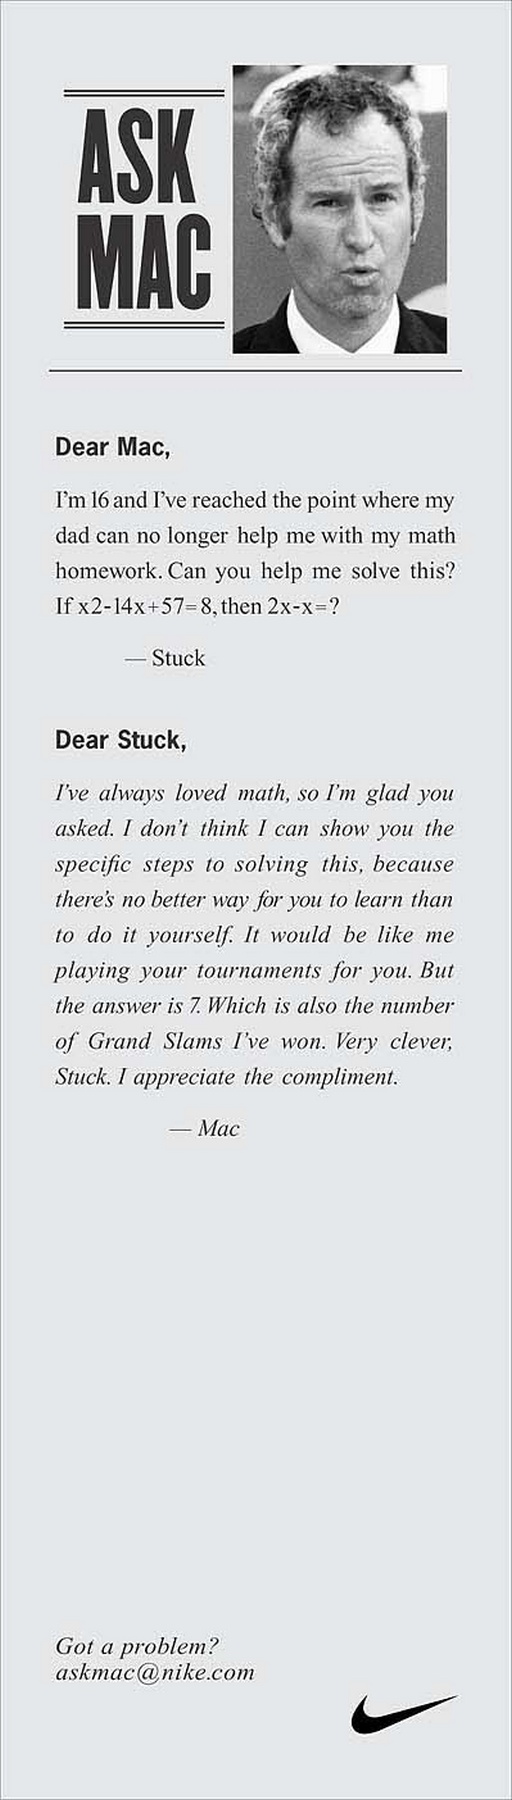 ASK
MAC
Dear Mac,
I'm 16 and I've reached the point where my
dad can no longer help me with my math
homework. Can you help me solve this?
If x2-14x+57=8, then 2x-x=?
— Stuck
Dear Stuck,
I've always loved math, so I'm glad you
asked. I don't think I can show you the
specific steps to solving this, because
there's no better way for you to learn than
to do it yourself. It would be like me
playing your tournaments for you. But
the answer is 7. Which is also the number
of Grand Slams I've won. Very clever,
Stuck. I appreciate the compliment.
— Mac
Got a problem?
askmac@nike.com